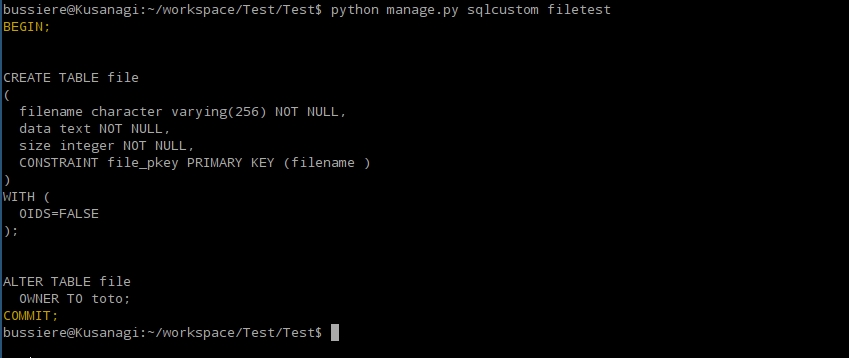 bussiere@Kusanagi:~/workspace/Test/Test$ python manage.py sqlcustom filetest
BEGIN;
CREATE TABLE file
(
  filename character varying(256) NOT NULL,
  data text NOT NULL,
  size integer NOT NULL,
  CONSTRAINT file_pkey PRIMARY KEY (filename )
)
WITH (
  OIDS=FALSE
);
ALTER TABLE file
  OWNER TO toto;
COMMIT;
bussiere@Kusanagi:~/workspace/Test/Test$